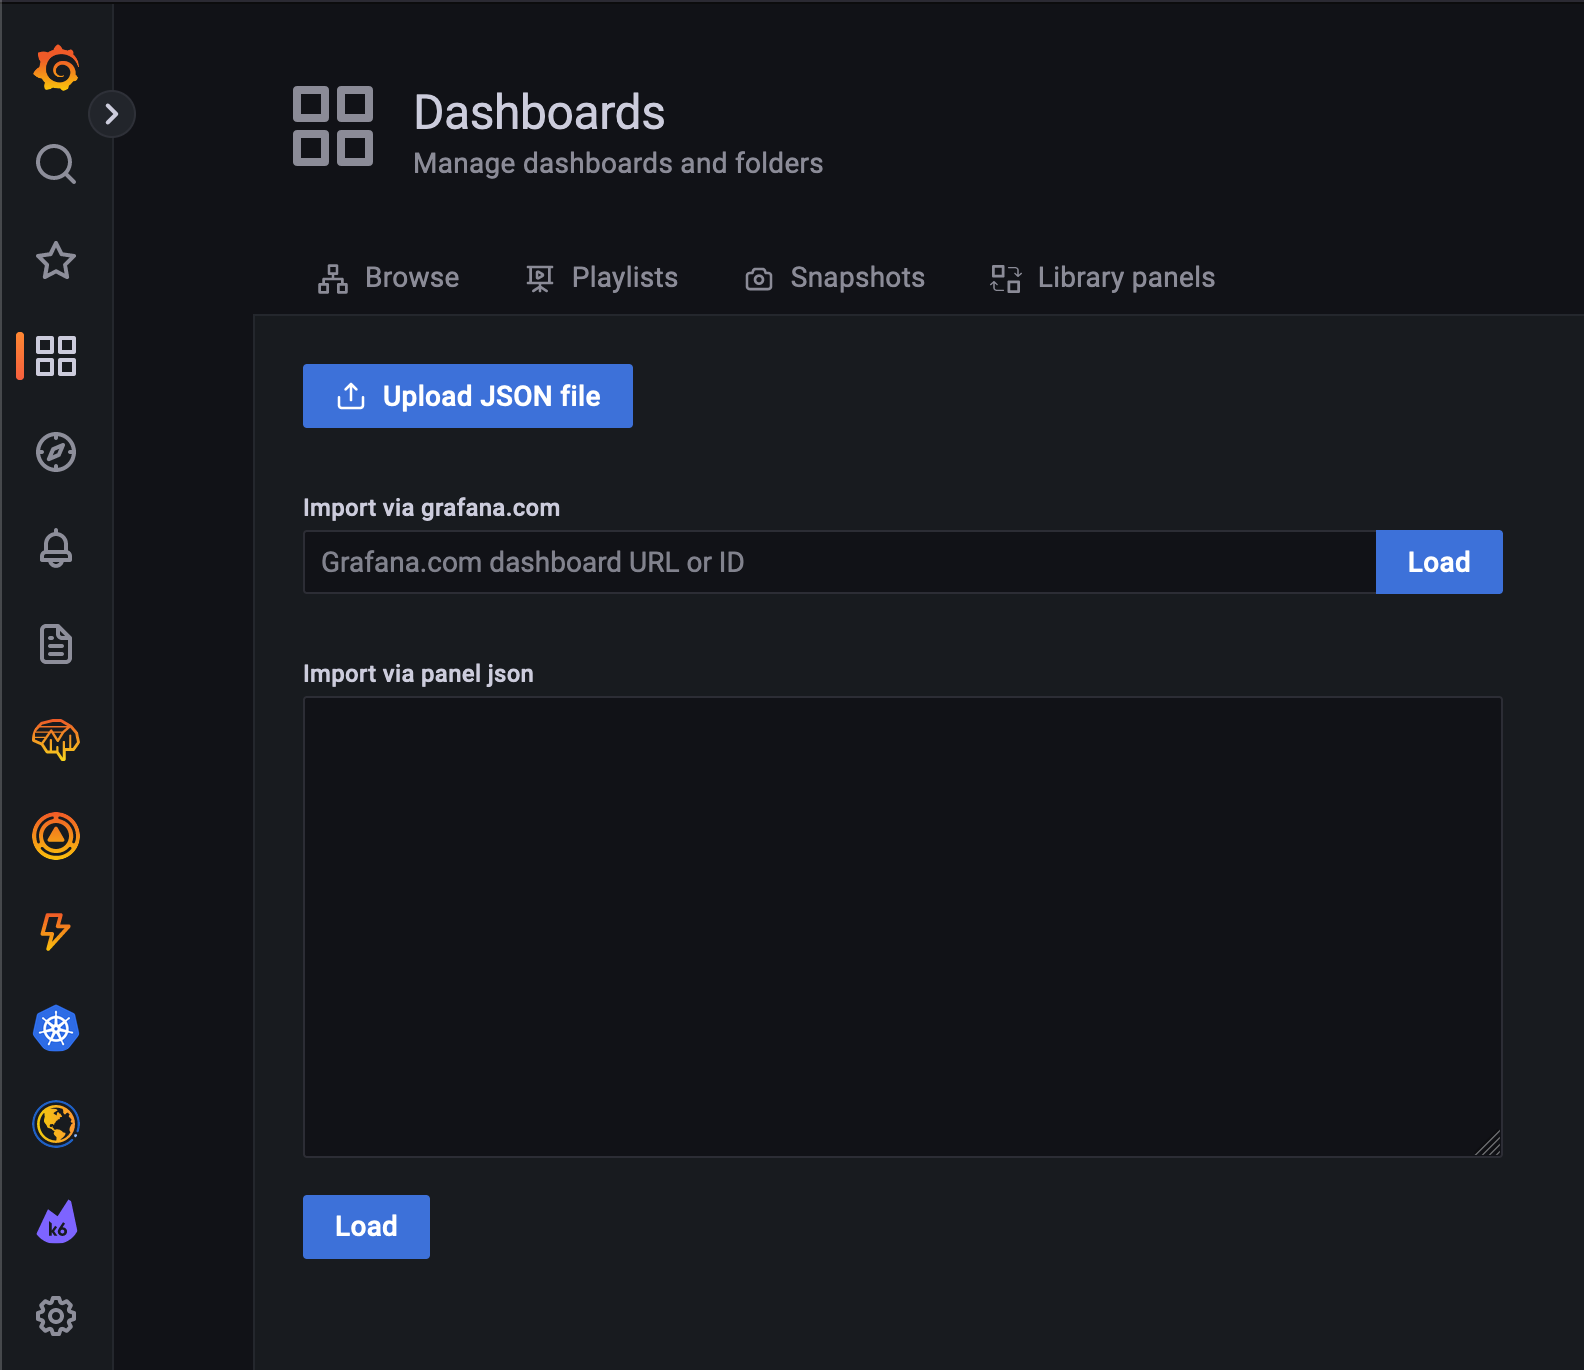 Dashboards
Manage dashboards and folders
Browse
Playlists
Snapshots
Library panels
Upload JSON file
Import via grafana.com
Grafana.com dashboard URL or ID
Load
Import via panel json
Load
k6